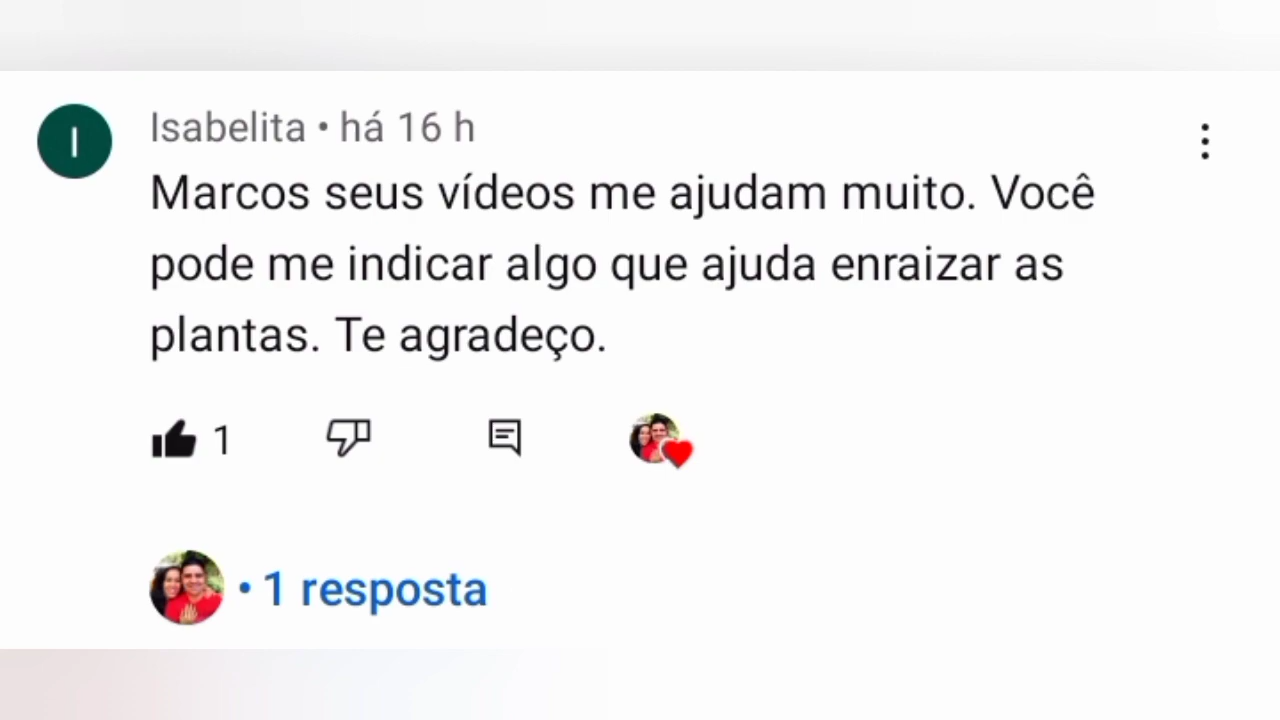 I
Isabelita • há 16 h
Marcos seus vídeos me ajudam muito. Você
pode me indicar algo que ajuda enraizar as
plantas. Te agradeço.
1
• 1 resposta